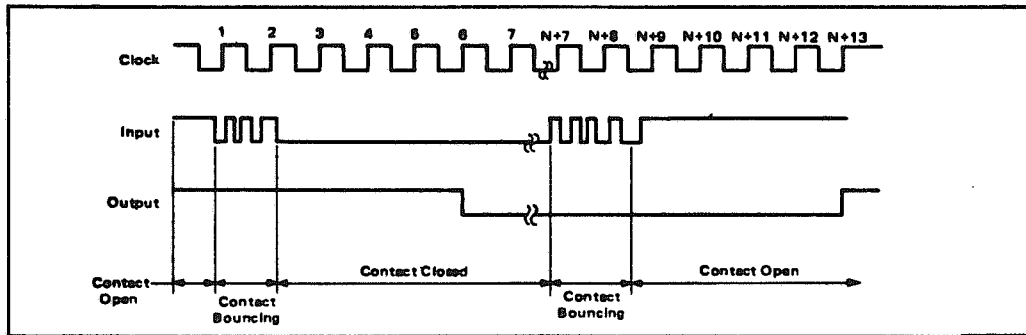 1 2 3 4 5 6 7 N+7 N+8 N+9 N+10 N+11 N+12 N+13
Clock
Input
Output
Contact Open
Contact Bouncing
Contact Closed
Contact Bouncing
Contact Open